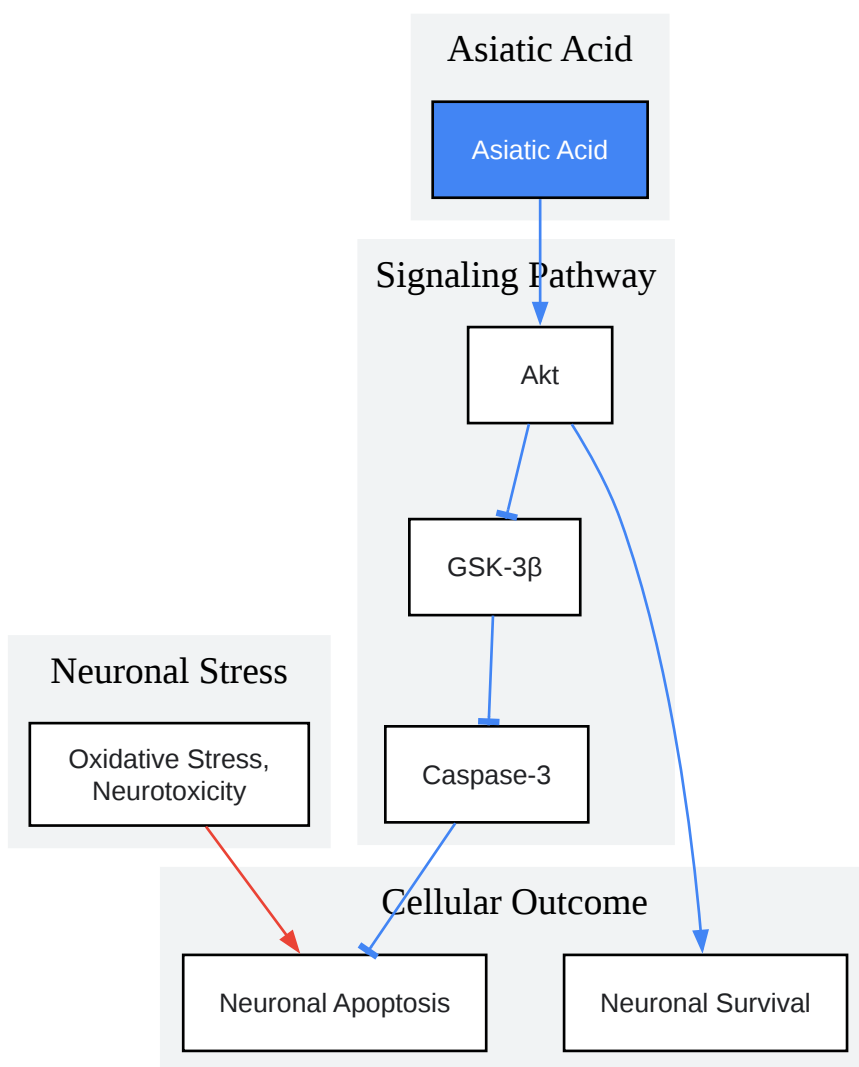 Asiatic Acid
Asiatic Acid
Signaling Pathway
Akt
GSK-3β
Neuronal Stress
Oxidative Stress,
Neurotoxicity
Caspase-3
Cellular Outcome
Neuronal Apoptosis
Neuronal Survival